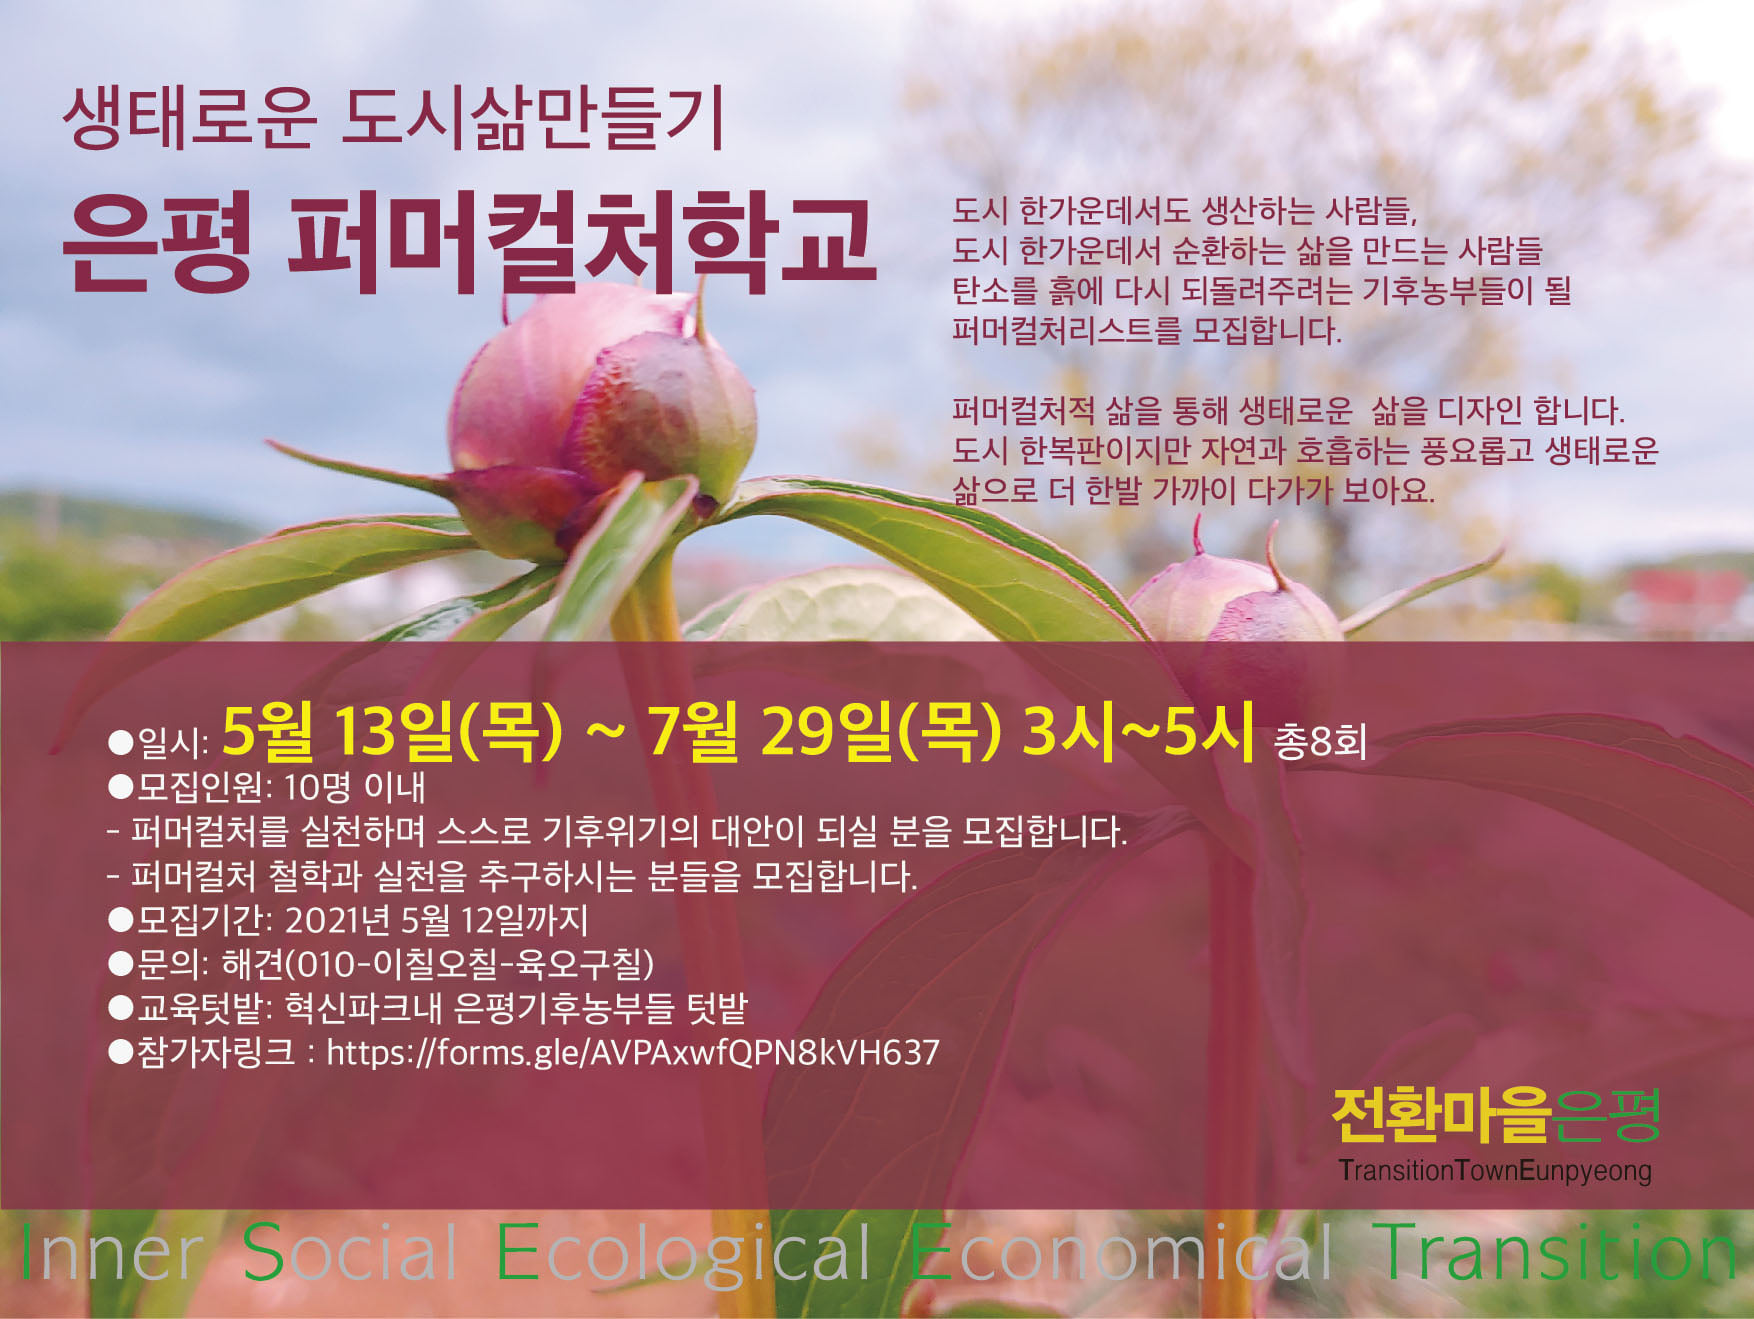 생태로운 도시삶만들기
은평 퍼머컬처학교
도시 한가운데서도 생산하는 사람들,
도시 한가운데서 순환하는 삶을 만드는 사람들
탄소를 흙에 다시 되돌려주려는 기후농부들이 될
퍼머컬처리스트를 모집합니다.
퍼머컬처적 삶을 통해 생태로운 삶을 디자인 합니다.
도시 한복판이지만 자연과 호흡하는 풍요롭고 생태로운
삶으로 더 한발 가까이 다가가 보아요.
●일시: 5월 13일(목) ~ 7월 29일(목) 3시~5시 총8회
●모집인원: 10명 이내
- 퍼머컬처를 실천하며 스스로 기후위기의 대안이 되실 분을 모집합니다.
- 퍼머컬처 철학과 실천을 추구하시는 분들을 모집합니다.
●모집기간: 2021년 5월 12일까지
●문의: 해견(010-이칠오칠-육오구칠)
●교육텃밭: 혁신파크내 은평기후농부들 텃밭
●참가자링크 : https://forms.gle/AVPAxwfQPN8kVH637
전환마을은평
TransitionTownEunpyeong
Inner Social Ecological Economical Transition